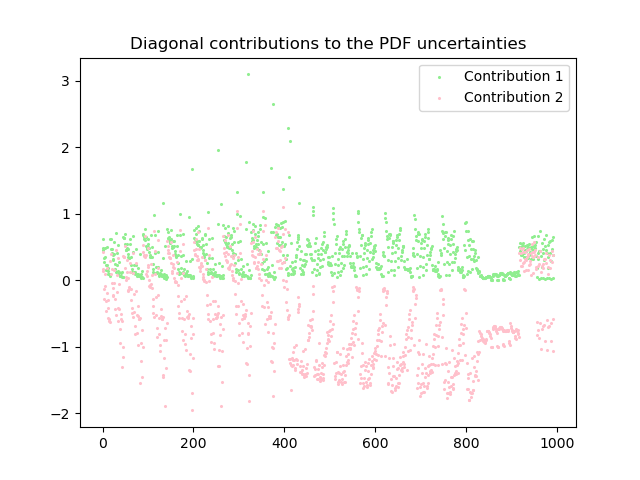 Diagonal contributions to the PDF uncertainties
Contribution 1
Contribution 2
3
2
1
0
−1
−2
0 200 400 600 800 1000